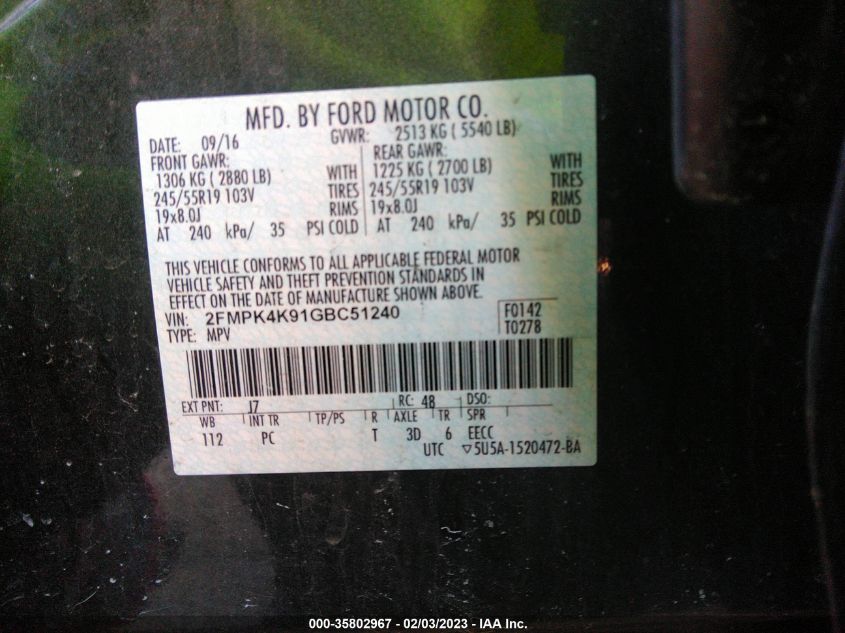 MFD. BY FORD MOTOR CO.
DATE: 09/16 GVWR: 2513 KG ( 5540 LB)
FRONT GAWR: REAR GAWR:
1306 KG ( 2880 LB) WITH 1225 KG ( 2700 LB) WITH
245/55R19 103V TIRES 245/55R19 103V TIRES
19x8.0J RIMS 19x8.0J RIMS
AT 240 kPa/ 35 PSI COLD AT 240 kPa/ 35 PSI COLD
THIS VEHICLE CONFORMS TO ALL APPLICABLE FEDERAL MOTOR
VEHICLE SAFETY AND THEFT PREVENTION STANDARDS IN
EFFECT ON THE DATE OF MANUFACTURE SHOWN ABOVE.
VIN: 2FMPK4K91GBC51240 F0142
TYPE: MPV T0278
EXT PNT: J7 RC: 48 DSO:
WB INT TR TP/PS R AXLE TR SPR
112 PC T 3D 6 EECC
UTC ▽5U5A-1520472-BA
000-35802967 - 02/03/2023 - IAA Inc.